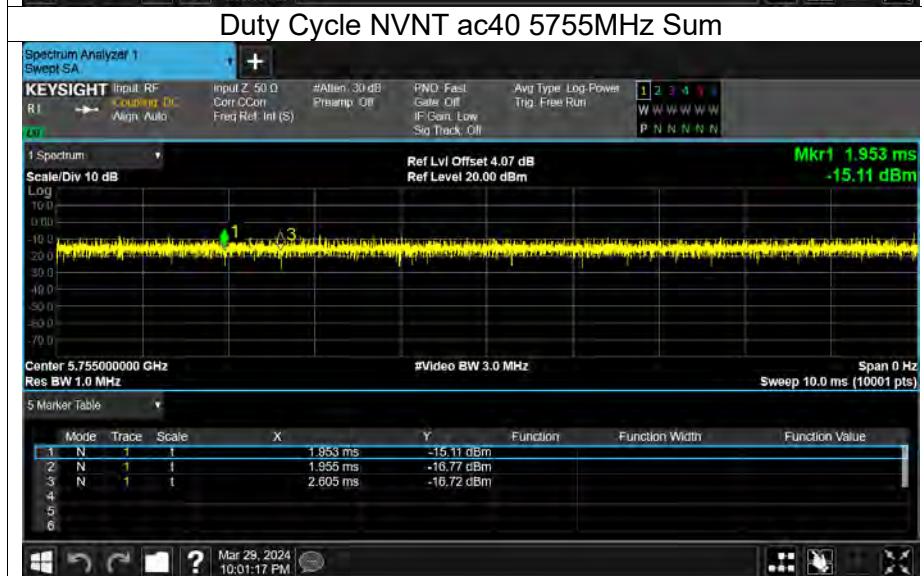 Duty Cycle NVNT ac40 5755MHz Sum
Spectrum Analyzer 1
Swept SA
+
KEYSIGHT Input: RF Input Z: 50 Ω #Atten: 30 dB PNO: Fast Avg Type: Log-Power 1 2 3 4 5 6
R1 Coupling: DC Corr CCorr Preamp: Off Gate: Off Trig: Free Run W W W W W W
Align: Auto Freq Ref: Int (S) IF Gain: Low
Sig Track: Off P N N N N N
1 Spectrum Ref Lvl Offset 4.07 dB Mkr1 1.953 ms
Scale/Div 10 dB Ref Level 20.00 dBm -15.11 dBm
Log
10.0
0.00
-10.0
-20.0
-30.0
-40.0
-50.0
-60.0
-70.0
1
3
Center 5.755000000 GHz #Video BW 3.0 MHz Span 0 Hz
Res BW 1.0 MHz Sweep 10.0 ms (10001 pts)
5 Marker Table
Mode Trace Scale X Y Function Function Width Function Value
1 N 1 t 1.953 ms -15.11 dBm
2 N 1 t 1.955 ms -16.77 dBm
3 N 1 t 2.605 ms -16.72 dBm
4
5
6
? Mar 29, 2024
10:01:17 PM